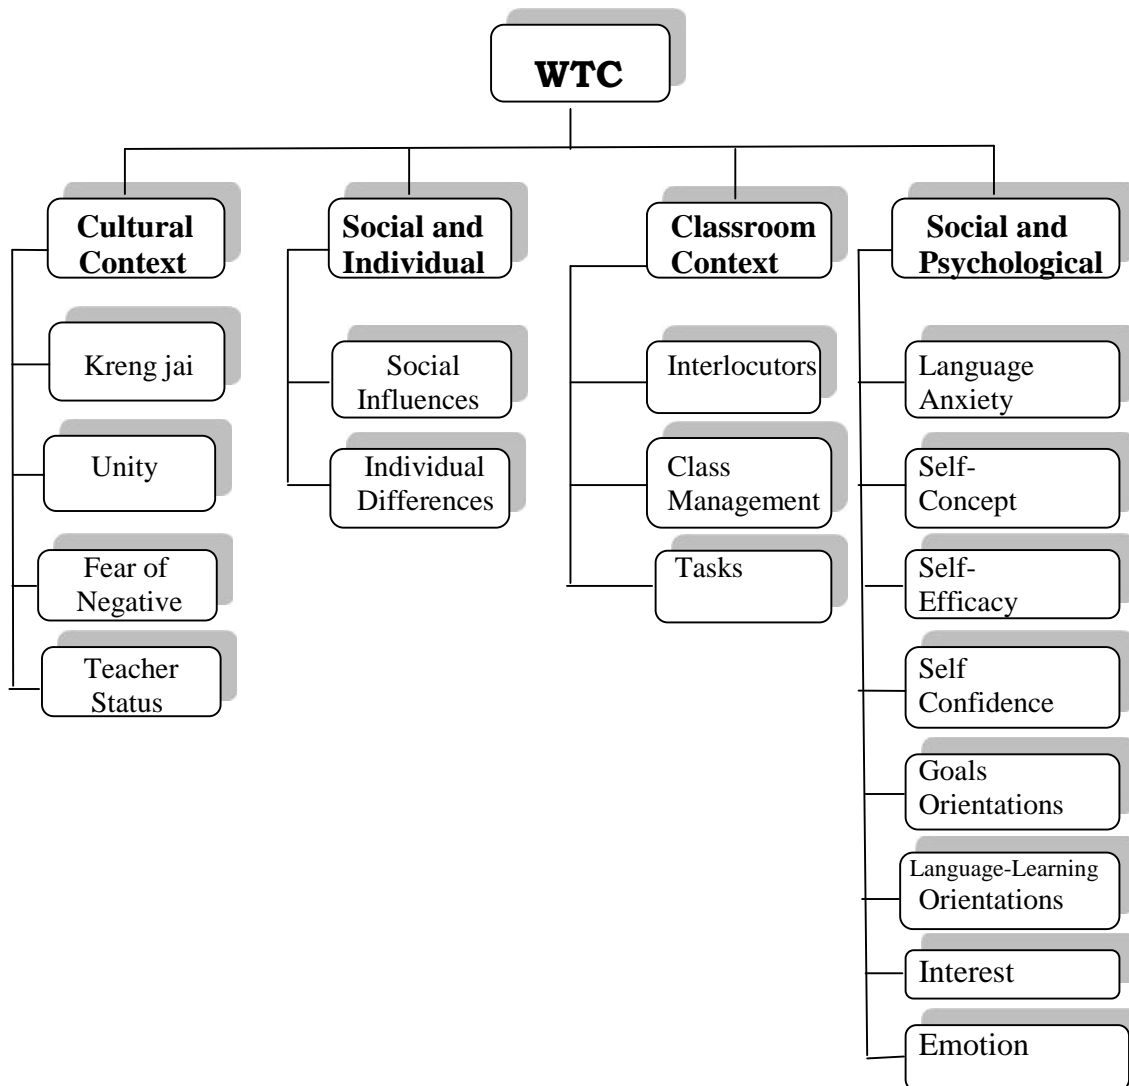 WTC
Cultural
Context
Kreng jai
Unity
Fear of
Negative
Teacher
Status
Social and
Individual
Social
Influences
Individual
Differences
Classroom
Context
Interlocutors
Class
Management
Tasks
Social and
Psychological
Language
Anxiety
Self-
Concept
Self-
Efficacy
Self
Confidence
Goals
Orientations
Language-Learning
Orientations
Interest
Emotion